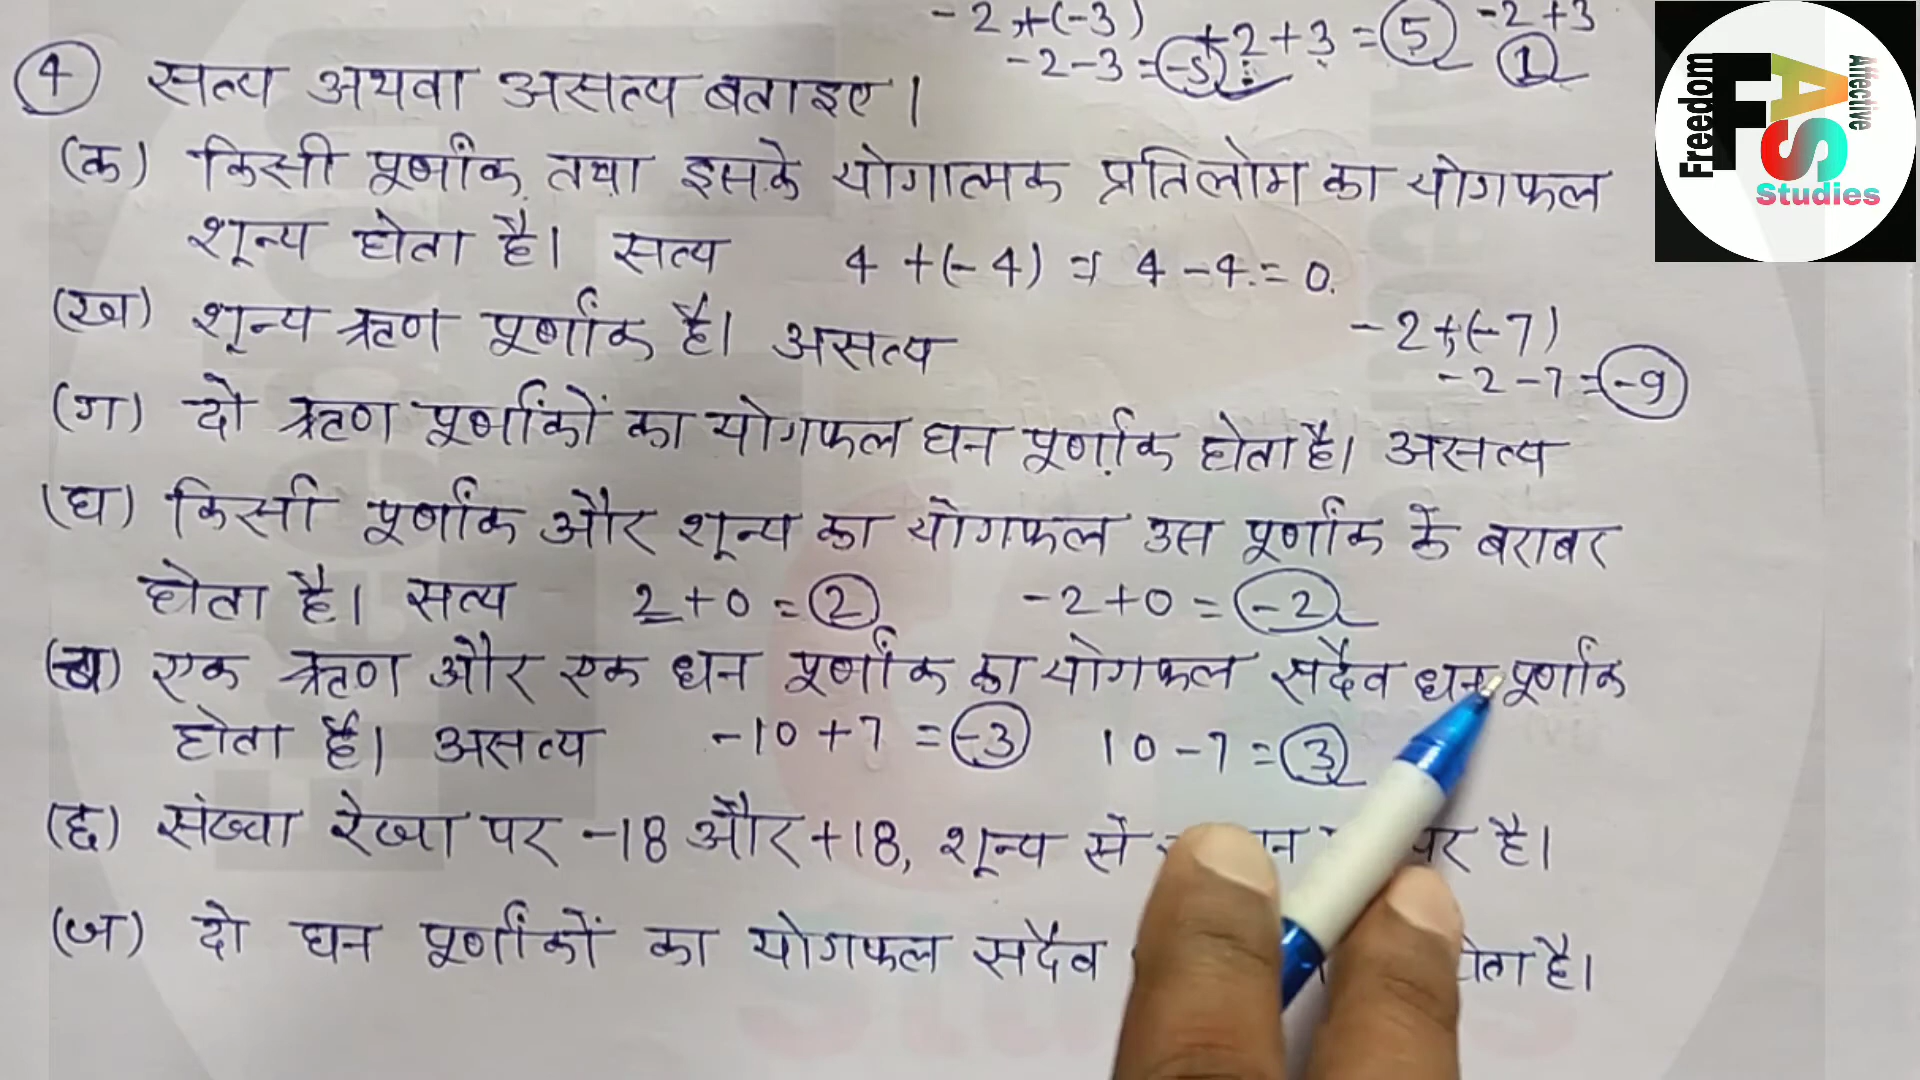 -2+(-3)
-2-3=-5 +2+3=5 -2+3
1
4 सत्य अथवा असत्य बताइए।
(क) किसी पूर्णांक तथा इसके योगात्मक प्रतिलोम का योगफल
शून्य होता है। सत्य 4+(-4) = 4-4=0
(ख) शून्य ऋण पूर्णांक है। असत्य
-2+(-7)
-2-7=-9
(ग) दो ऋण पूर्णांकों का योगफल धन पूर्णांक होता है। असत्य
(घ) किसी पूर्णांक और शून्य का योगफल उस पूर्णांक के बराबर
होता है। सत्य 2+0=2 -2+0=-2
(च) एक ऋण और एक धन पूर्णांक का योगफल सदैव धन पूर्णांक
होता है। असत्य -10+7=-3 10-7=3
(छ) संख्या रेखा पर -18 और +18, शून्य से है।
(ज) दो धन पूर्णांकों का योगफल सदैव है।
Freedom
Affective
FAS
Studies